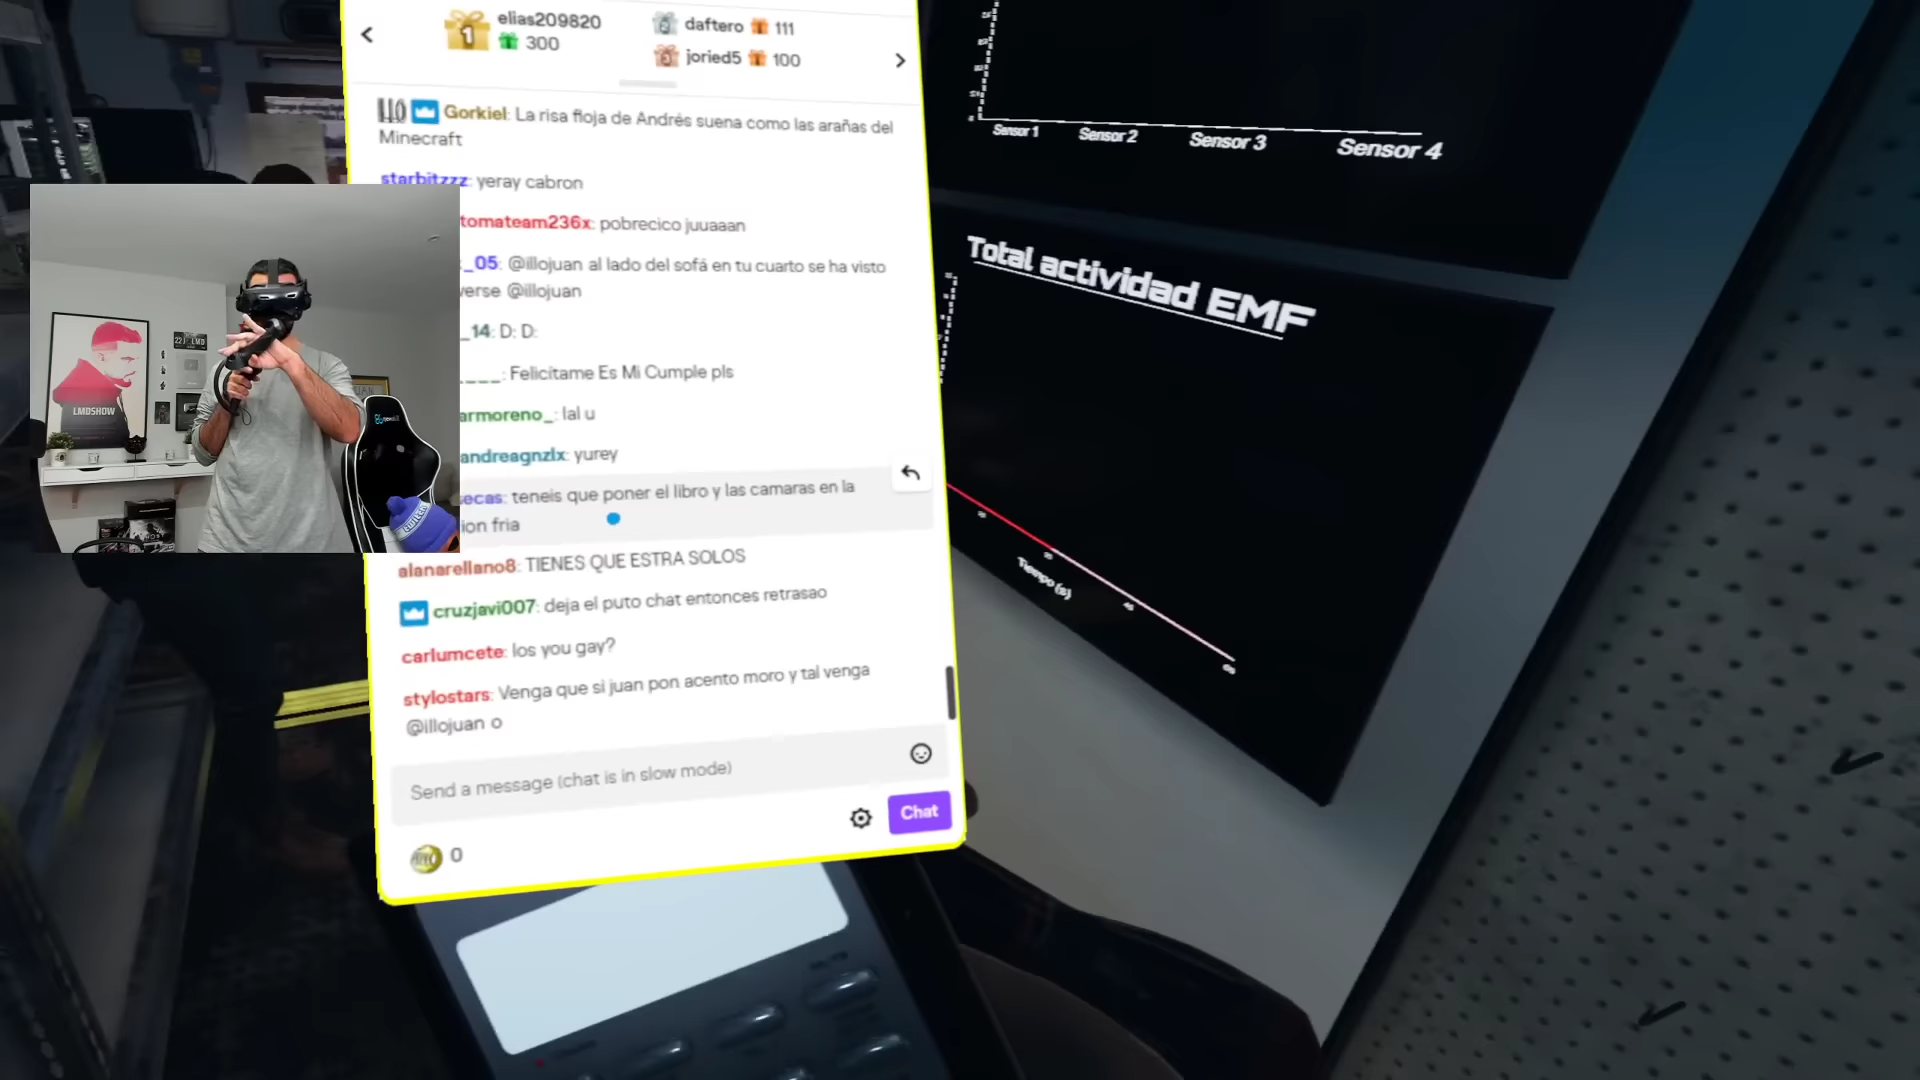 elias209820
300
daftero 111
joried5 100
Gorkiel: La risa floja de Andrés suena como las arañas del
Minecraft
starbitzzz: yeray cabron
tomateam236x: pobrecico juuaaan
_05: @illojuan al lado del sofá en tu cuarto se ha visto
verse @illojuan
_14: D: D:
___: Felicítame Es Mi Cumple pls
armoreno_: lal u
andreagnzlx: yurey
ecas: teneis que poner el libro y las camaras en la
ion fria
alanarellano8: TIENES QUE ESTRA SOLOS
cruzjavi007: deja el puto chat entonces retrasao
carlumcete: los you gay?
stylostars: Venga que si juan pon acento moro y tal venga
@illojuan o
Send a message (chat is in slow mode)
Chat
0
Sensor 1 Sensor 2 Sensor 3 Sensor 4
Total actividad EMF
Tiempo (s)
LMDSHOW
twitch